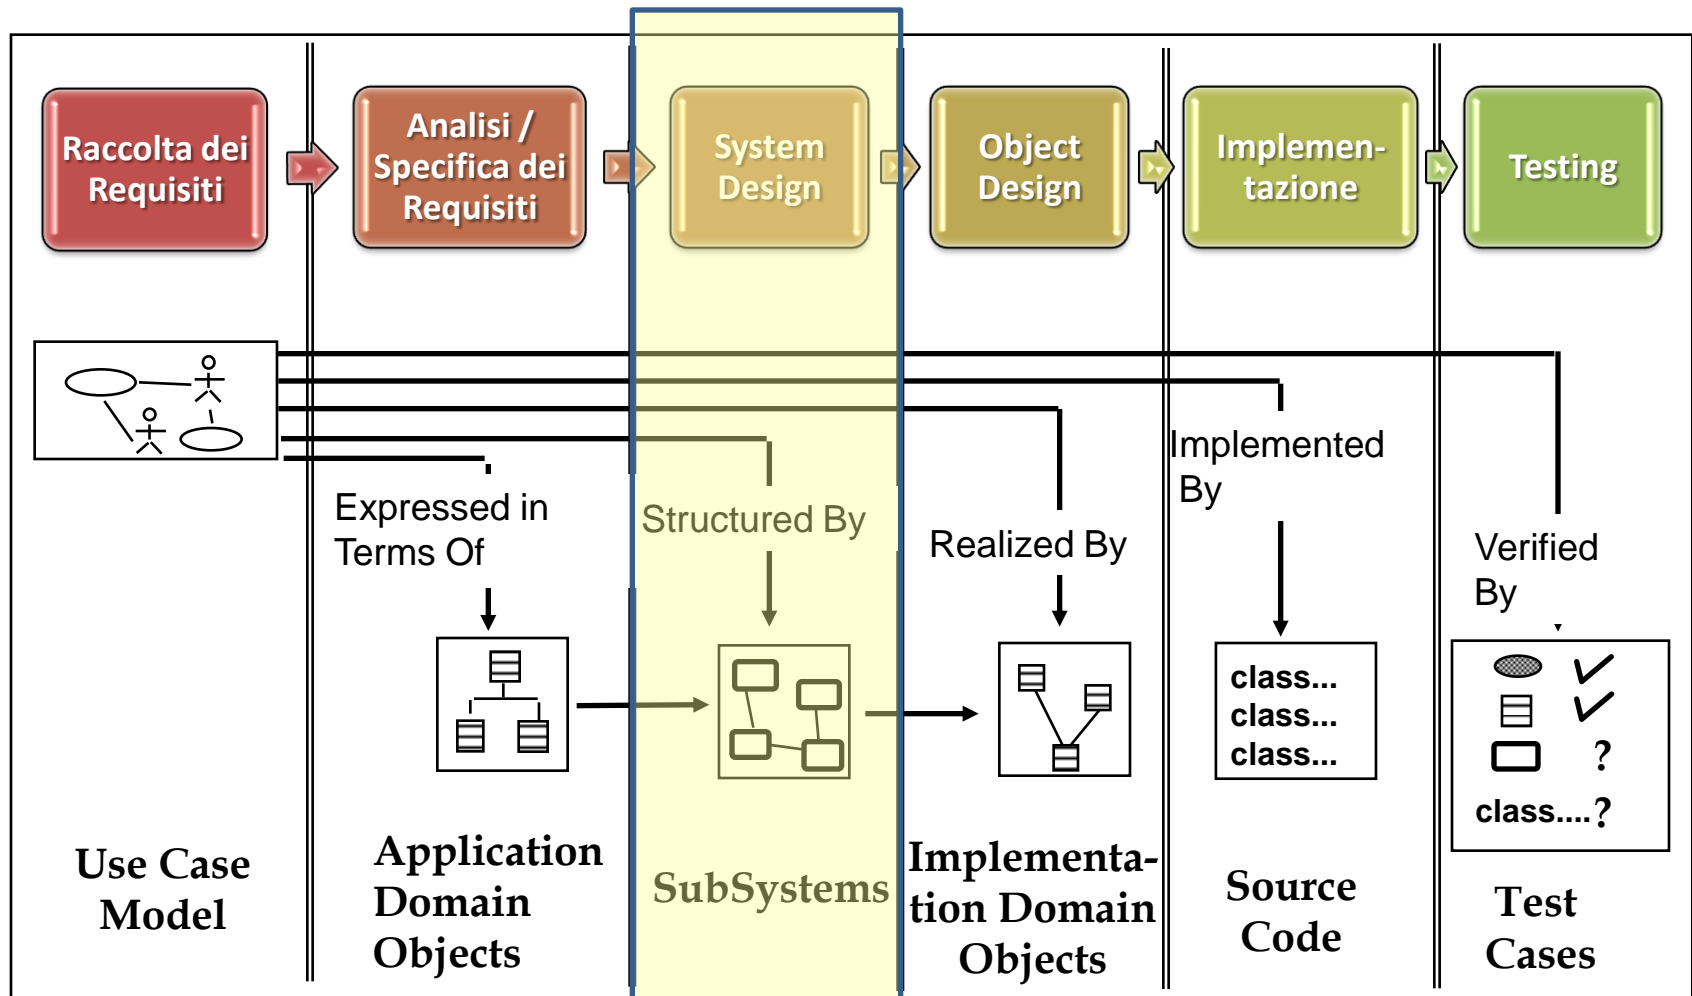 Raccolta dei
Requisiti
Analisi /
Specifica dei
Requisiti
System
Design
Object
Design
Implemen-
tazione
Testing
Expressed in
Terms Of
Structured By
Realized By
Implemented
By
Verified
By
class...
class...
class...
?
class....?
Use Case
Model
Application
Domain
Objects
SubSystems
Implementa-
tion Domain
Objects
Source
Code
Test
Cases